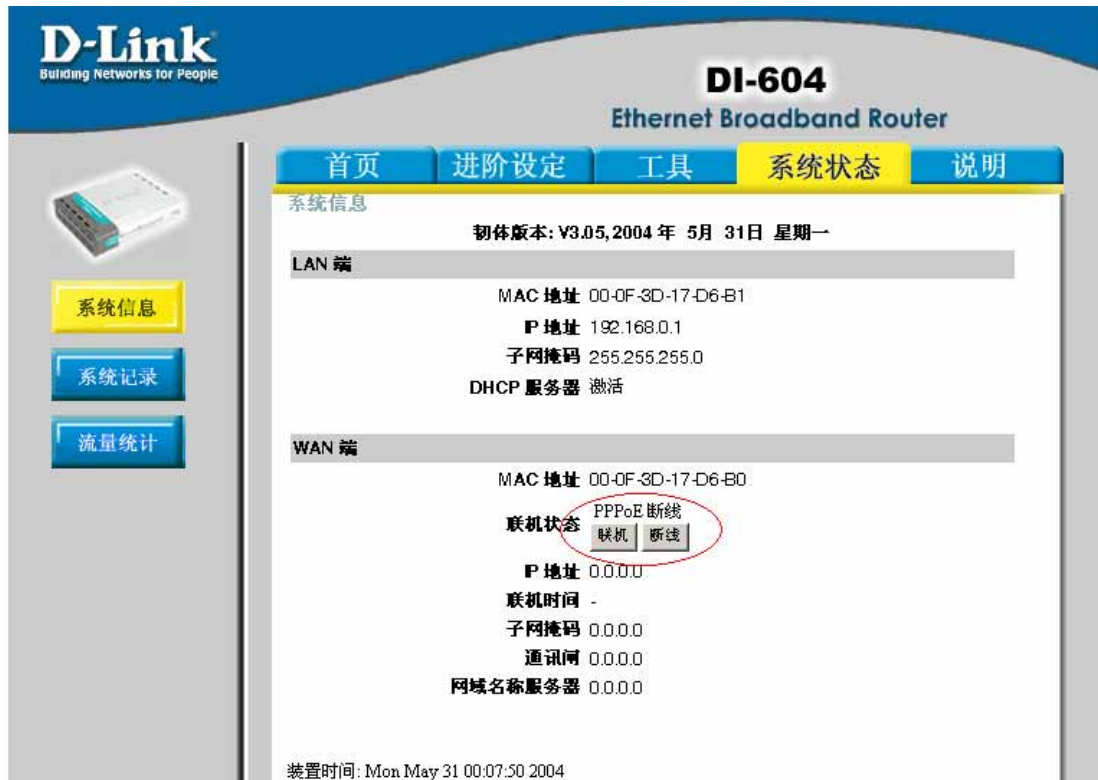 D-Link
Building Networks for People
DI-604
Ethernet Broadband Router
首页 进阶设定 工具 系统状态 说明
系统信息
系统记录
流量统计
系统信息
韧体版本: V3.05, 2004 年 5月 31日 星期一
LAN 端
MAC 地址 00-0F-3D-17-D6-B1
IP 地址 192.168.0.1
子网掩码 255.255.255.0
DHCP 服务器 激活
WAN 端
MAC 地址 00-0F-3D-17-D6-B0
联机状态 PPPoE 断线
联机 断线
IP 地址 0.0.0.0
联机时间 -
子网掩码 0.0.0.0
通讯闸 0.0.0.0
网域名称服务器 0.0.0.0
装置时间: Mon May 31 00:07:50 2004